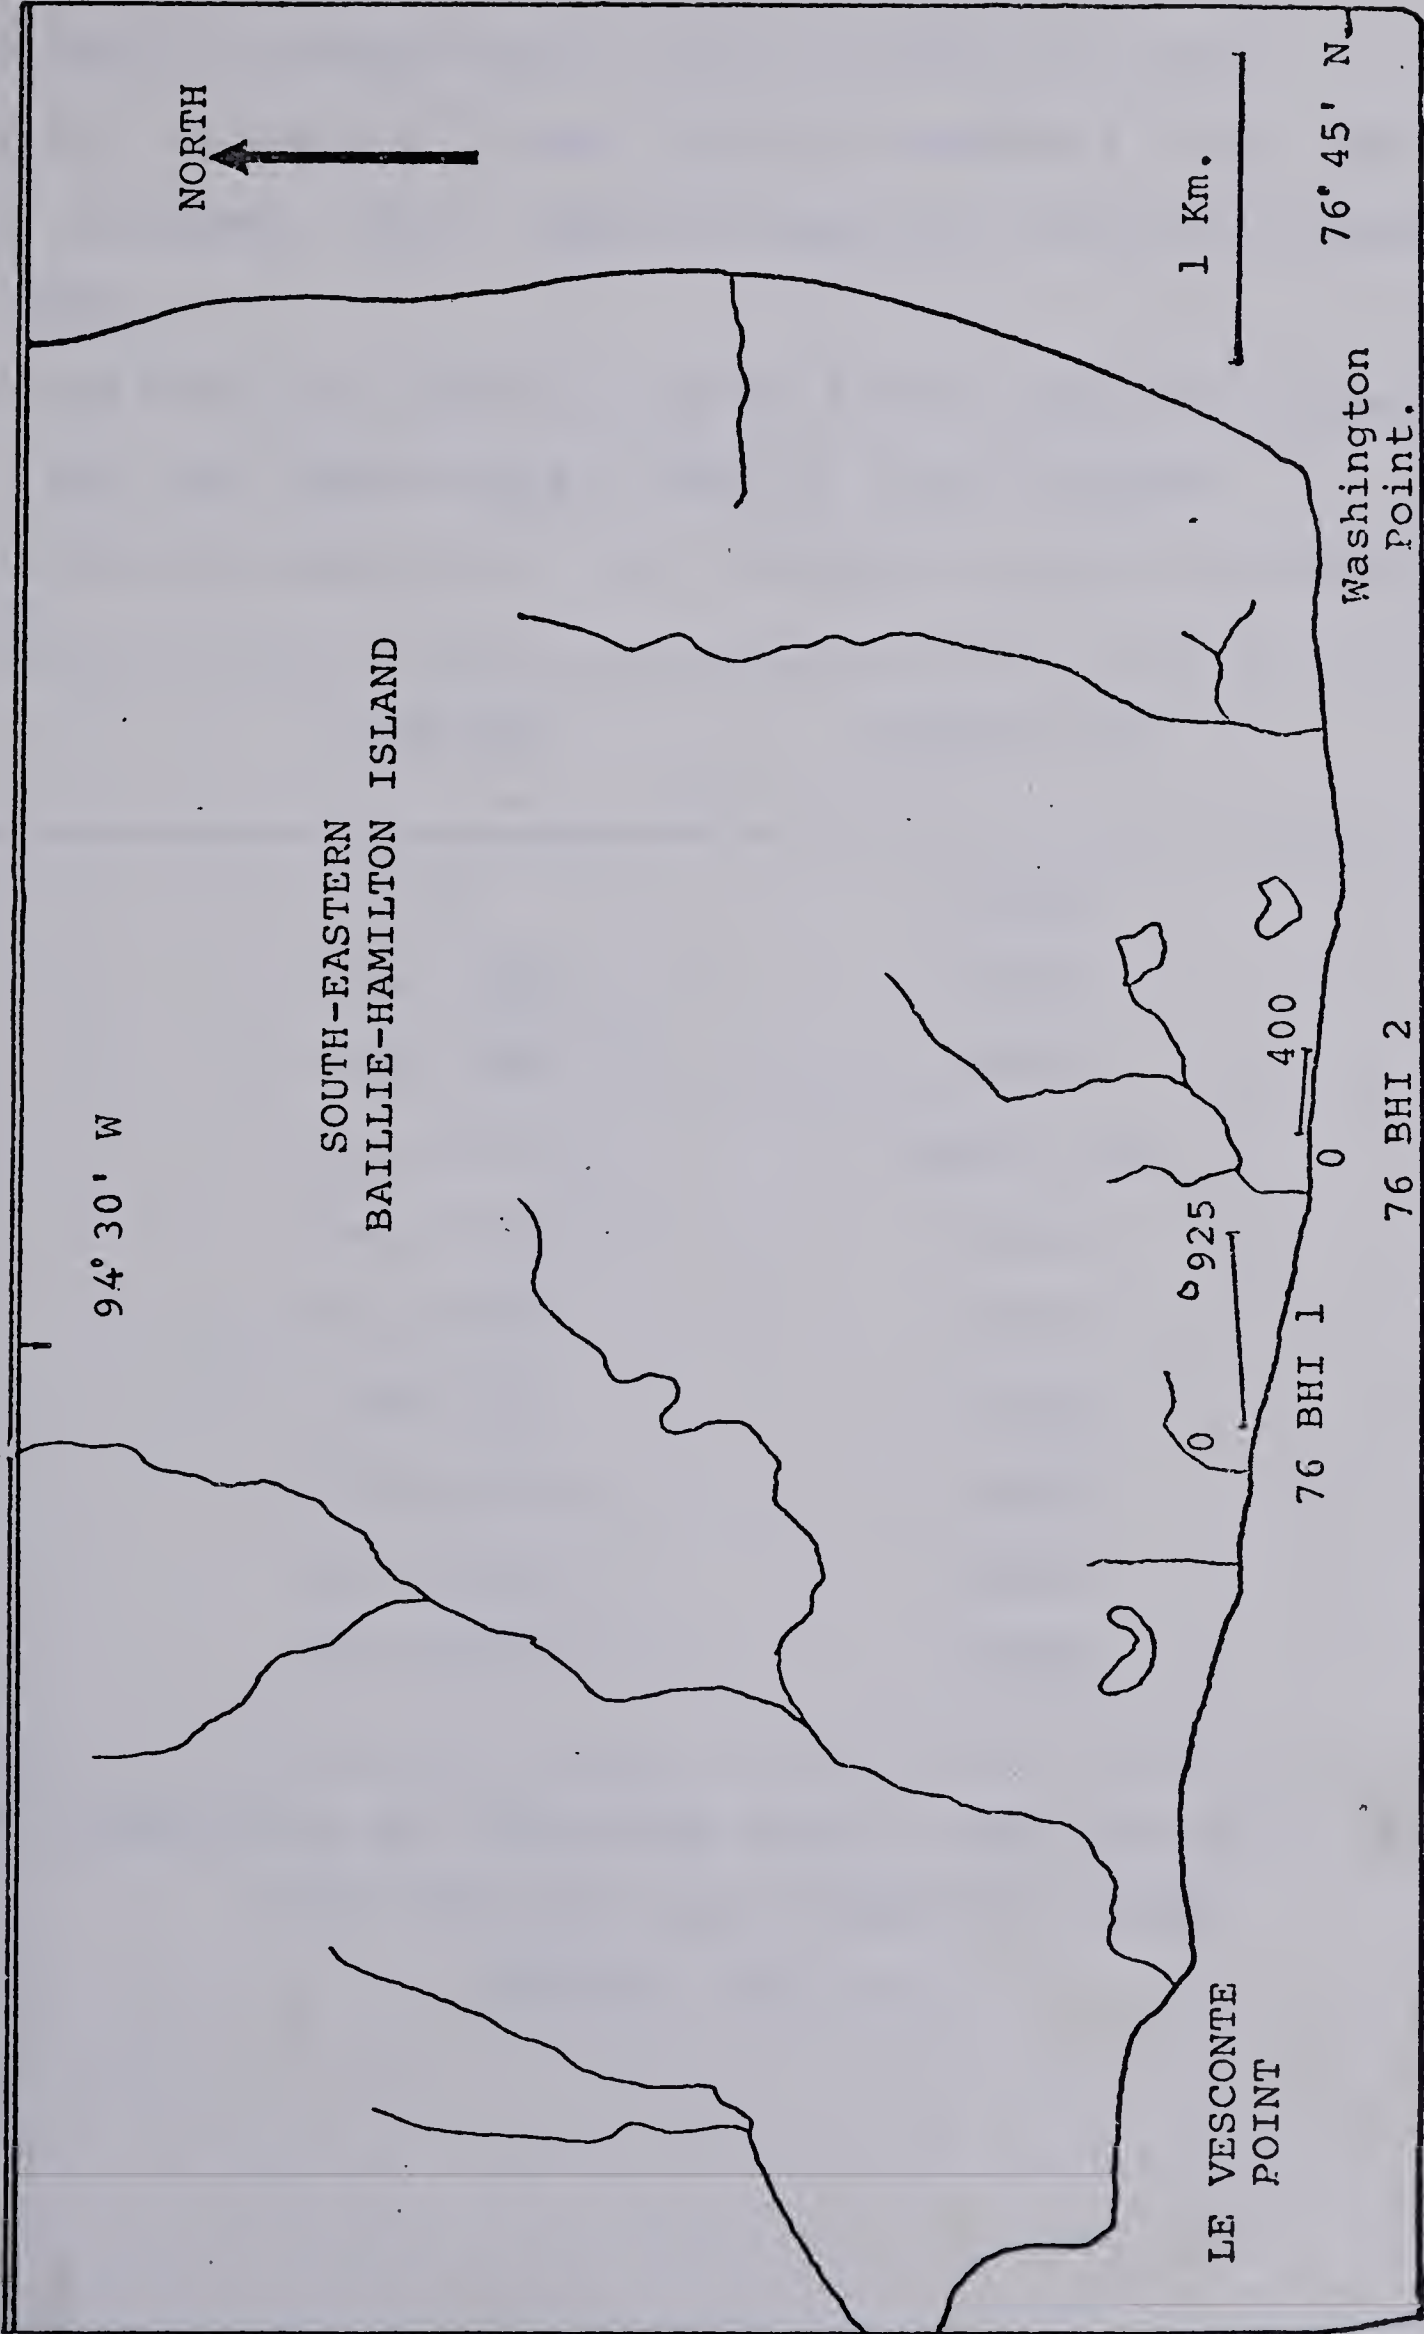 94° 30' W
NORTH
SOUTH-EASTERN
BAILLIE-HAMILTON ISLAND
1 Km.
76° 45' N
925
0
400
0
76 BHI 1
76 BHI 2
Washington
Point.
LE VESCONTE
POINT